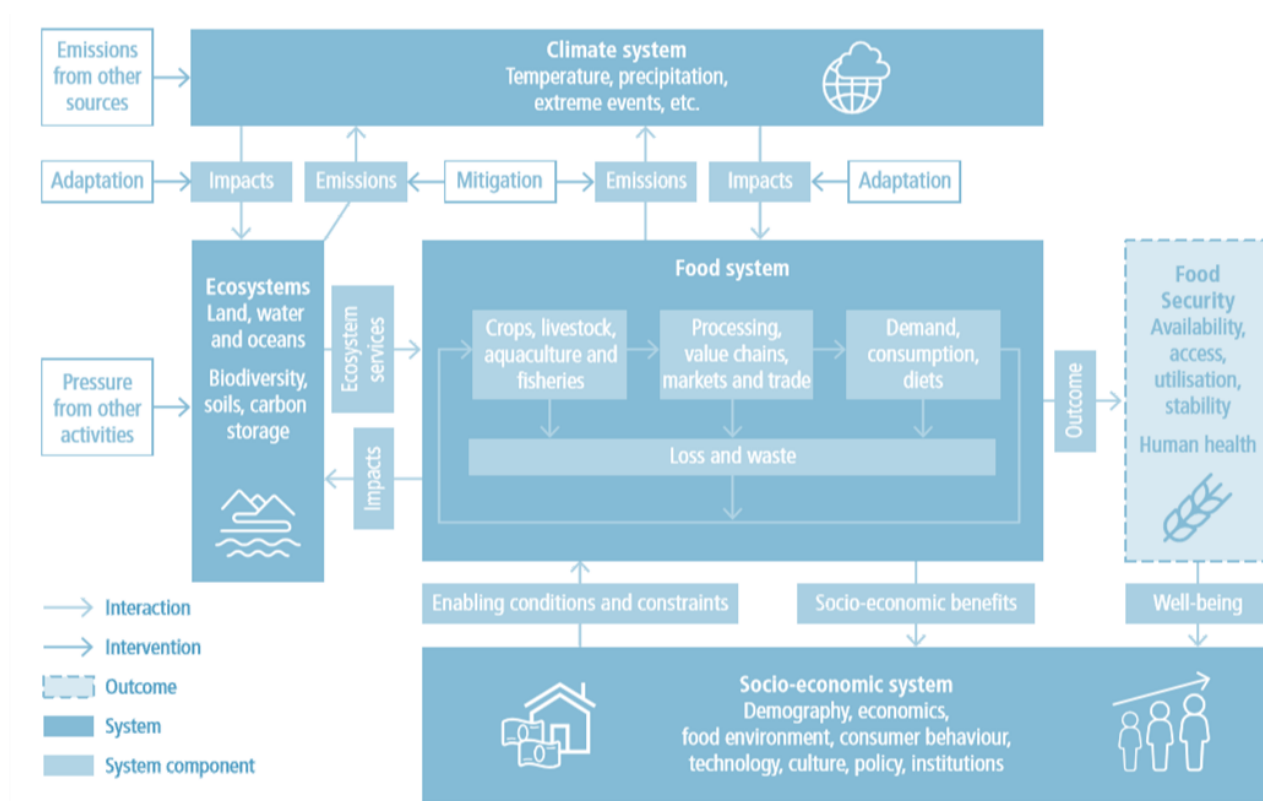 Emissions
from other
sources
Climate system
Temperature, precipitation,
extreme events, etc.
Adaptation
Impacts
Emissions
Mitigation
Emissions
Impacts
Adaptation
Pressure
from other
activities
Ecosystems
Land, water
and oceans
Biodiversity,
soils, carbon
storage
Ecosystem
services
Impacts
Food system
Crops, livestock,
aquaculture and
fisheries
Processing,
value chains,
markets and trade
Demand,
consumption,
diets
Loss and waste
Outcome
Food
Security
Availability,
access,
utilisation,
stability
Human health
Enabling conditions and constraints
Socio-economic benefits
Well-being
Interaction
Intervention
Outcome
System
System component
Socio-economic system
Demography, economics,
food environment, consumer behaviour,
technology, culture, policy, institutions